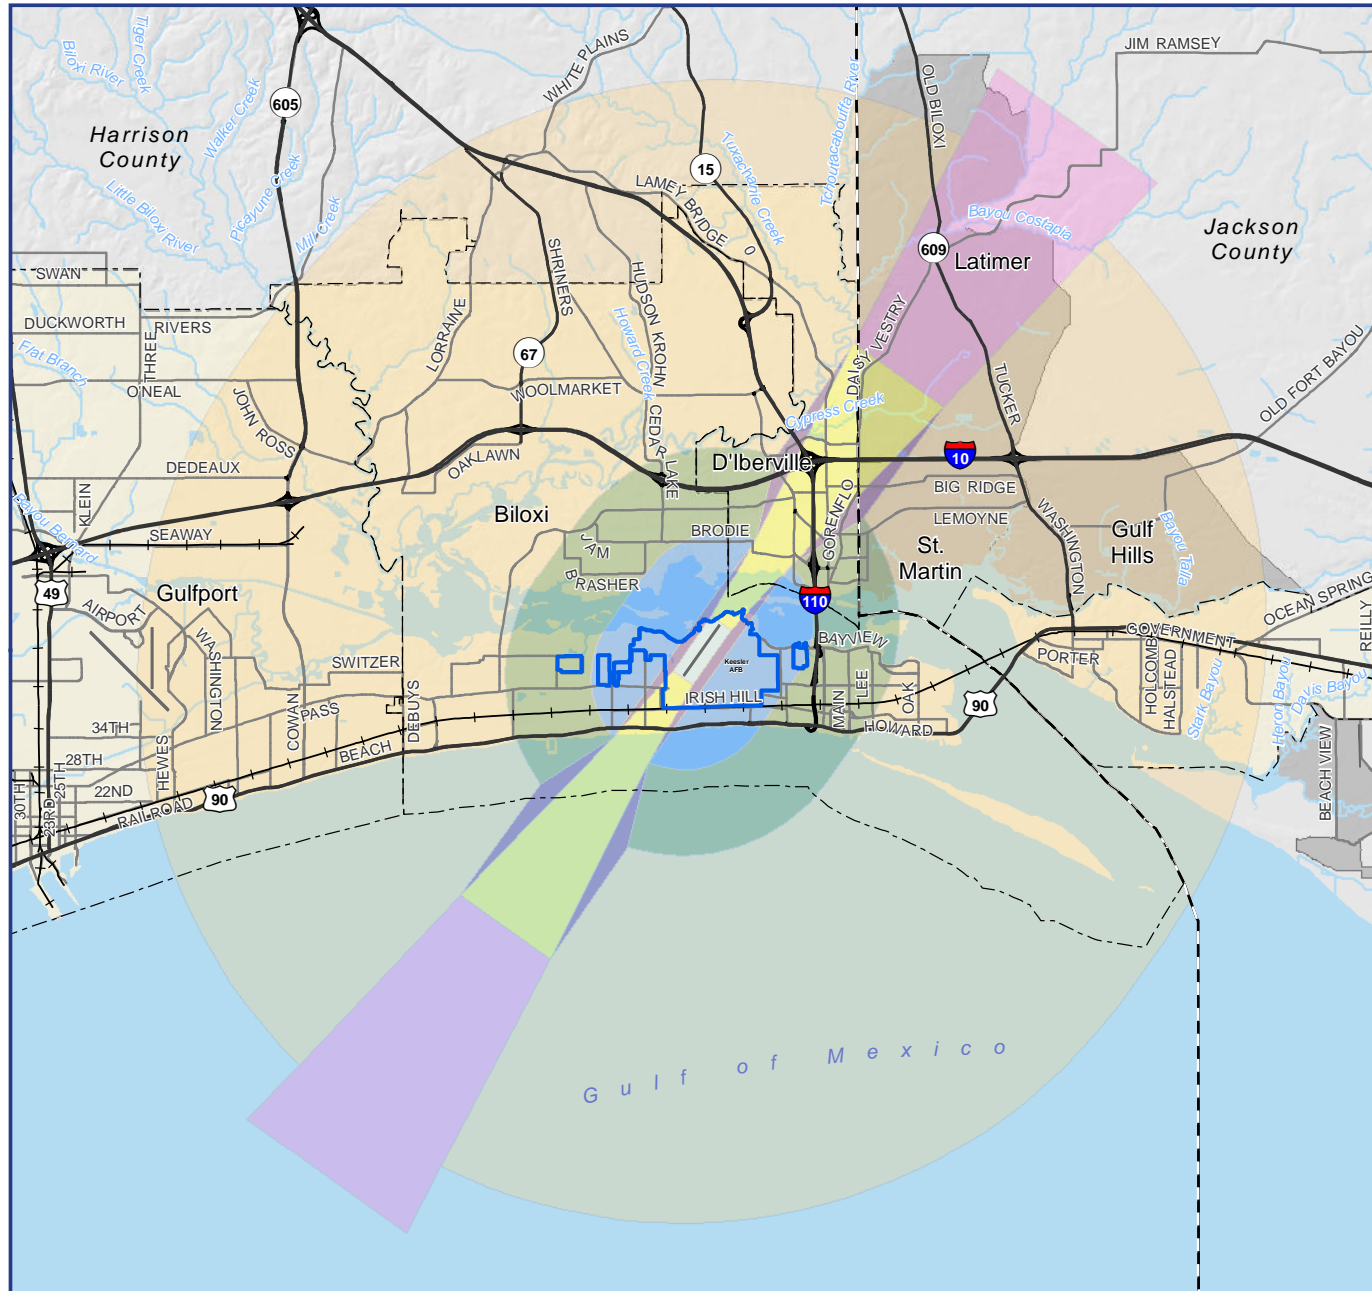 Tiger Creek
Biloxi River
605
WHITE PLAINS
JIM RAMSEY
OLD BILOXI
Harrison
County
Walker Creek
Picayune Creek
Little Biloxi River
Mill Creek
15
Tuxachanie Creek
Tchoutacabouffa River
LAMEY
BRIDGE
O
Bayou Costapia
609
Latimer
Jackson
County
SWAN
DUCKWORTH
THREE
RIVERS
Flat Branch
O'NEAL
JOHN ROSS
LORRAINE
SHRINERS
67
HUDSON KROHN
Howard Creek
WOOLMARKET
CEDAR LAKE
DAISY VESTRY
Cypress Creek
TUCKER
OLD FORT BAYOU
DEDEAUX
OAKLAWN
D'Iberville
10
BIG RIDGE
KLEIN
Bayou Bernard
SEAWAY
Biloxi
BRODIE
GORENFLO
LEMOYNE
St.
Martin
WASHINGTON
Gulf
Hills
Bayou Talla
JAM
BRASHER
49
Gulfport
AIRPORT
WASHINGTON
110
BAYVIEW
OCEAN SPRING
GOVERNMENT
REILLY
SWITZER
Keesler
AFB
IRISH HILL
PORTER
HOLCOMB
HALSTEAD
Stark Bayou
Heron Bayou
Davis Bayou
COWAN
PASS
DEBUYS
MAIN
LEE
OAK
HOWARD
90
34TH
28TH
22ND
30TH
23RD
25TH
HEWES
BEACH
90
RAILROAD
BEACH VIEW
Gulf of Mexico